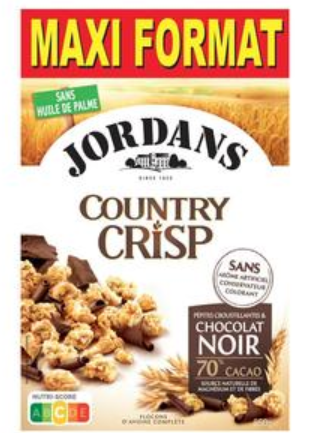 MAXI FORMAT
SANS
HUILE DE PALME
JORDANS
SINCE 1855
COUNTRY
CRISP
SANS
ARÔME ARTIFICIEL
CONSERVATEUR
COLORANT
PÉPITES CROUSTILLANTES &
CHOCOLAT
NOIR
70% CACAO
SOURCE NATURELLE DE
MAGNÉSIUM ET DE FIBRES
NUTRI-SCORE
A B C D E
FLOCONS
D'AVOINE COMPLÈTE